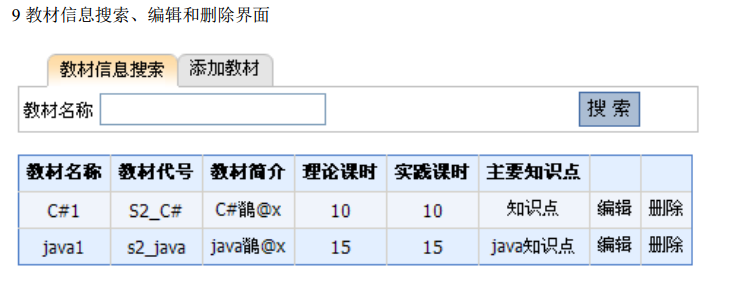 9 教材信息搜索、编辑和删除界面
教材信息搜索 添加教材
教材名称 搜 索
教材名称 教材代号 教材简介 理论课时 实践课时 主要知识点
C#1 S2_C# C#鹊@x 10 10 知识点 编辑 删除
java1 s2_java java鹊@x 15 15 java知识点 编辑 删除